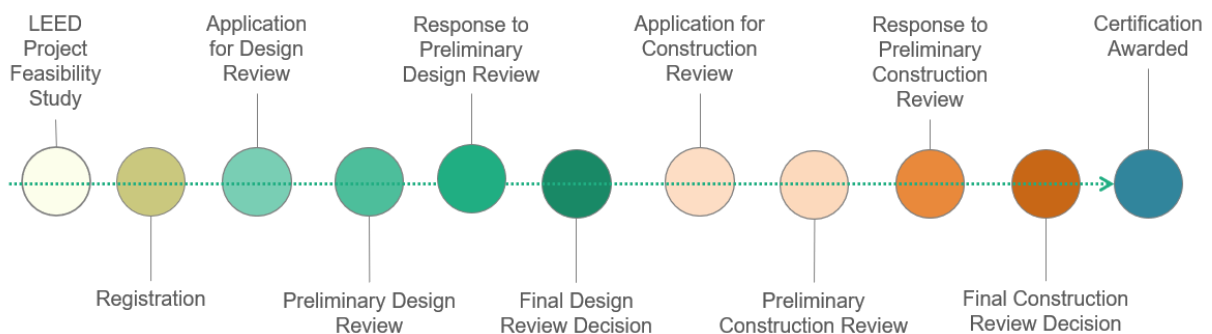 LEED
Project
Feasibility
Study
Registration
Application
for Design
Review
Preliminary Design
Review
Response to
Preliminary
Design Review
Final Design
Review Decision
Application for
Construction
Review
Preliminary
Construction Review
Response to
Preliminary
Construction
Review
Final Construction
Review Decision
Certification
Awarded